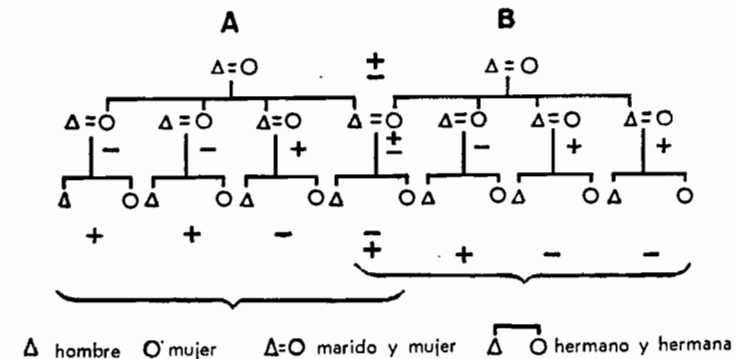 A B
Δ=O ± Δ=O
Δ=O Δ=O Δ=O Δ=O Δ=O Δ=O Δ=O
− − + ± − + +
Δ O Δ O Δ O Δ O Δ O Δ O Δ O
+ + − ∓ + − −
Δ hombre O mujer Δ=O marido y mujer Δ O hermano y hermana